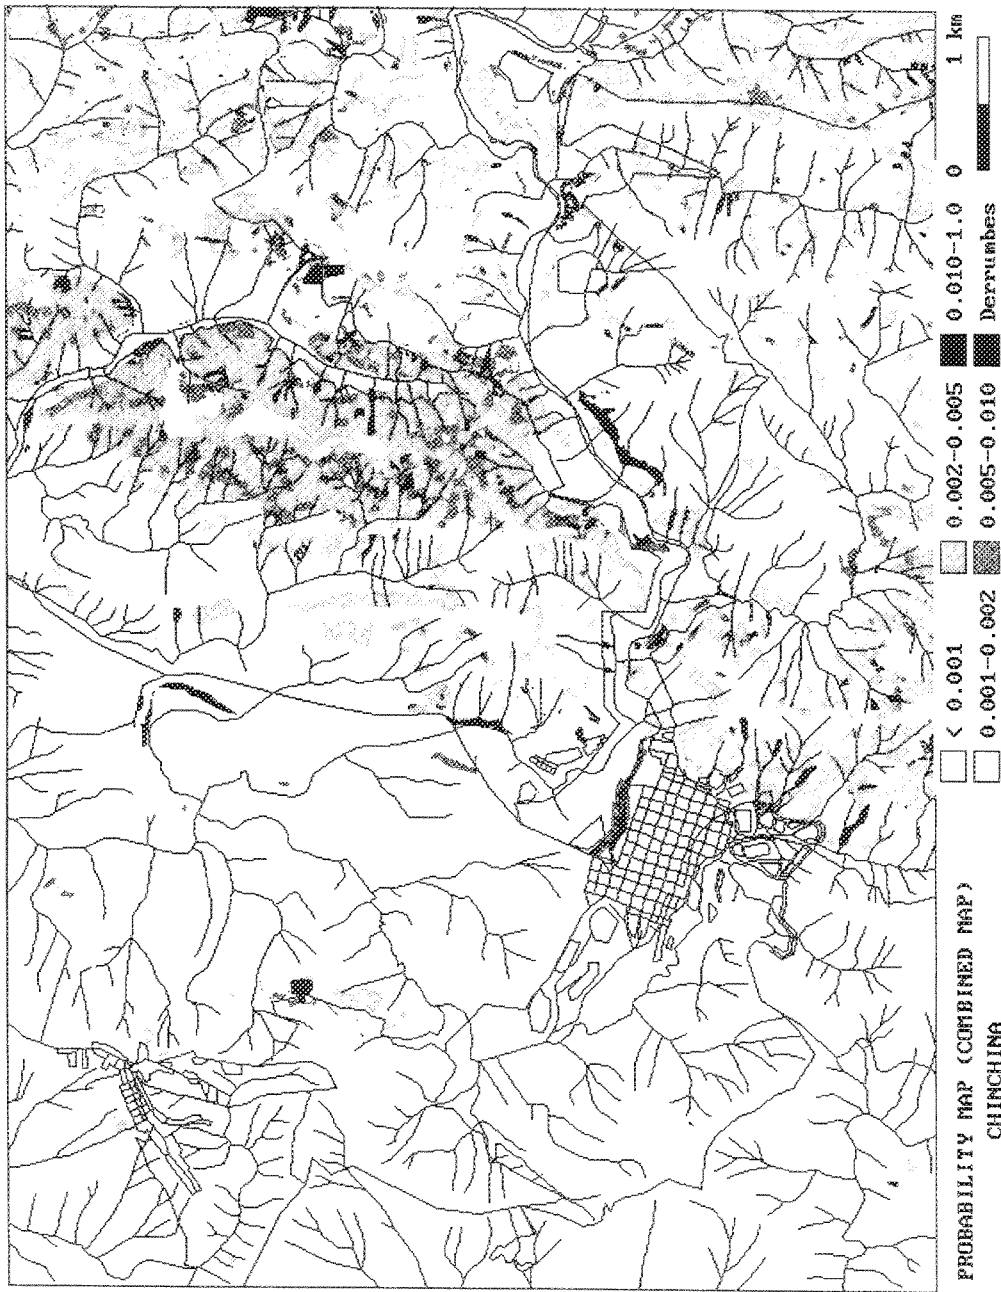 PROBABILITY MAP (COMBINED MAP)
CHINCHINA
< 0.001
0.001-0.002
0.002-0.005
0.005-0.010
0.010-1.0
Derrumbes
0 1 km